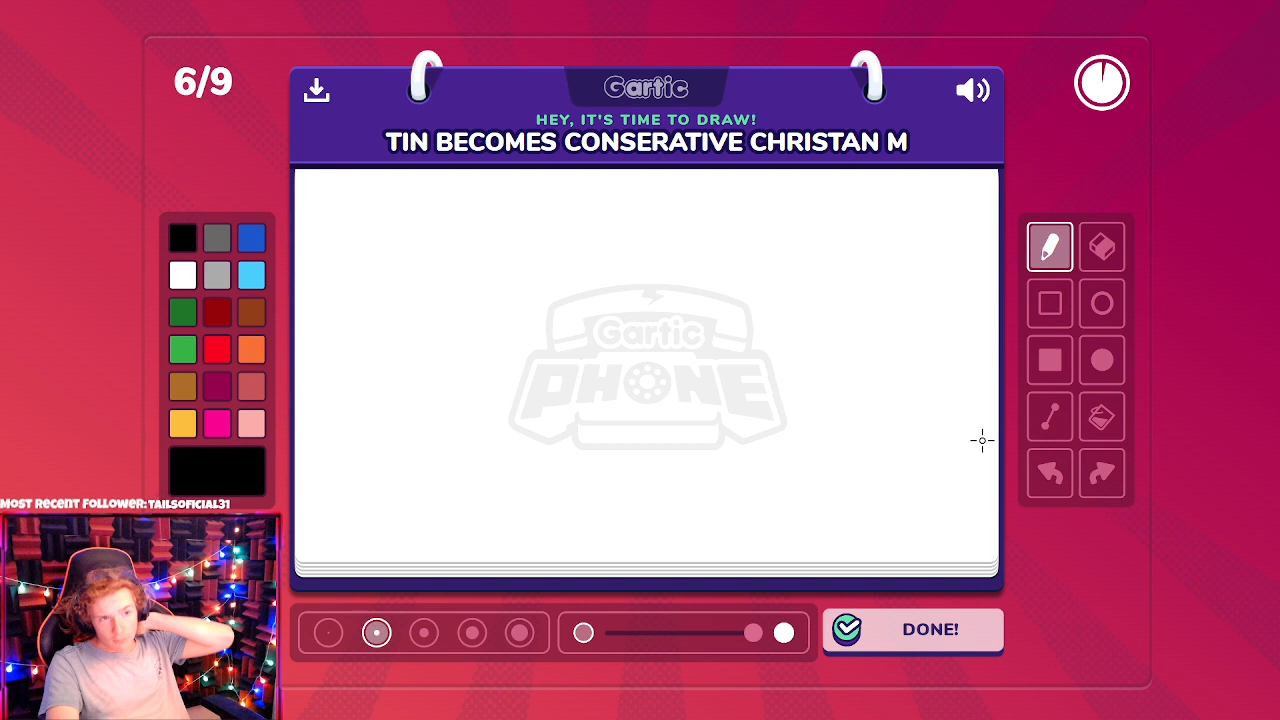 6/9
Gartic
HEY, IT'S TIME TO DRAW!
TIN BECOMES CONSERATIVE CHRISTAN M
Gartic
PHONE
MOST RECENT FOLLOWER: TAILSOFICIAL31
DONE!